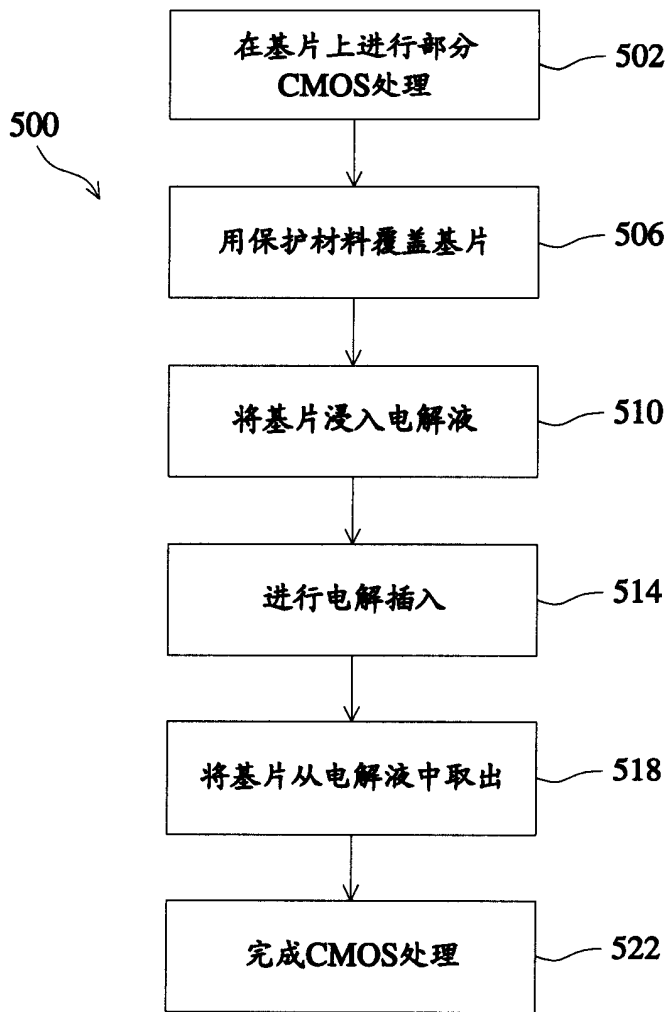 500
在基片上进行部分
CMOS处理
502
用保护材料覆盖基片
506
将基片浸入电解液
510
进行电解插入
514
将基片从电解液中取出
518
完成CMOS处理
522